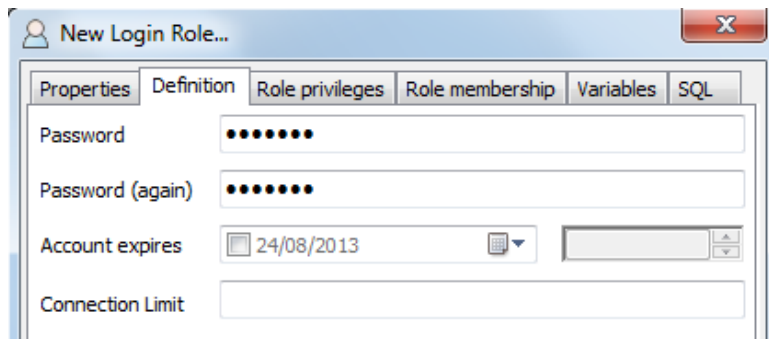 New Login Role...
Properties Definition Role privileges Role membership Variables SQL
Password •••••••
Password (again) •••••••
Account expires 24/08/2013
Connection Limit